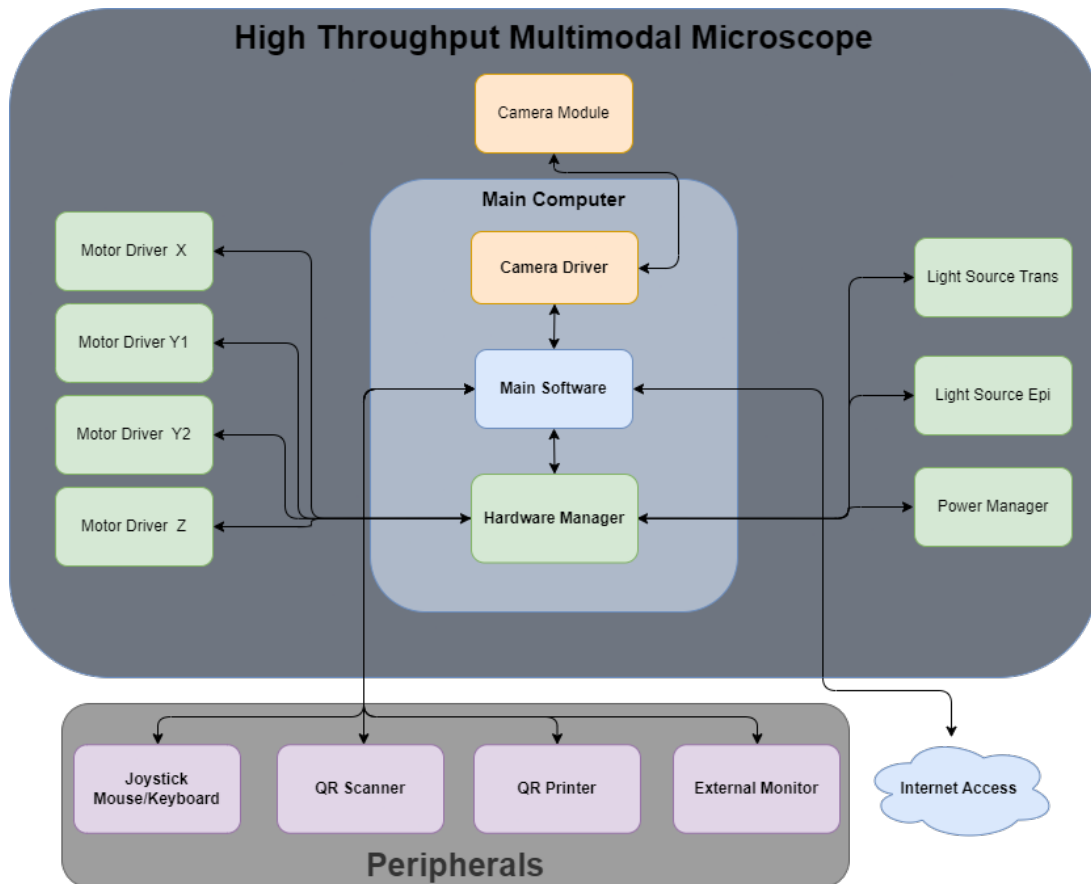 High Throughput Multimodal Microscope
Camera Module
Main Computer
Camera Driver
Main Software
Hardware Manager
Motor Driver X
Motor Driver Y1
Motor Driver Y2
Motor Driver Z
Light Source Trans
Light Source Epi
Power Manager
Joystick
Mouse/Keyboard
QR Scanner
QR Printer
External Monitor
Internet Access
Peripherals